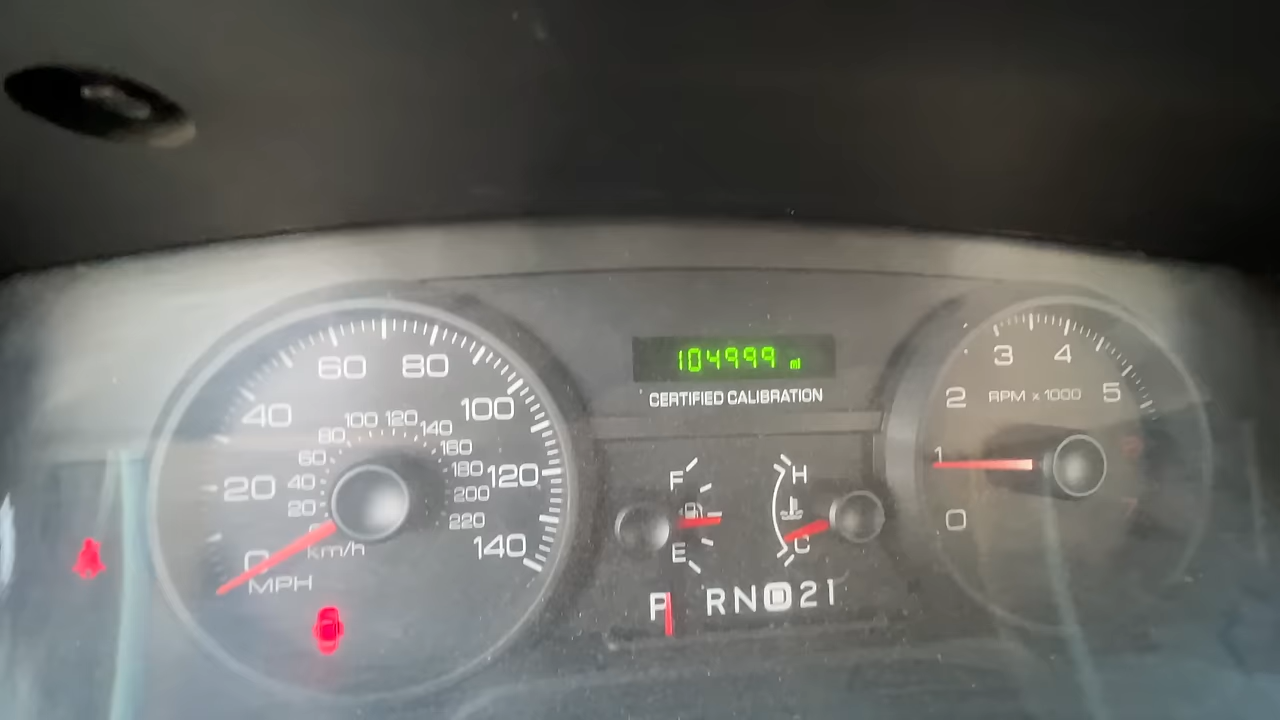 104999 mi
CERTIFIED CALIBRATION
0 20 40 60 80 100 120 140
MPH
20 40 60 80 100 120 140 160 180 200 220
km/h
F
E
H
C
P R N D 2 1
0 1 2 3 4 5
RPM x 1000